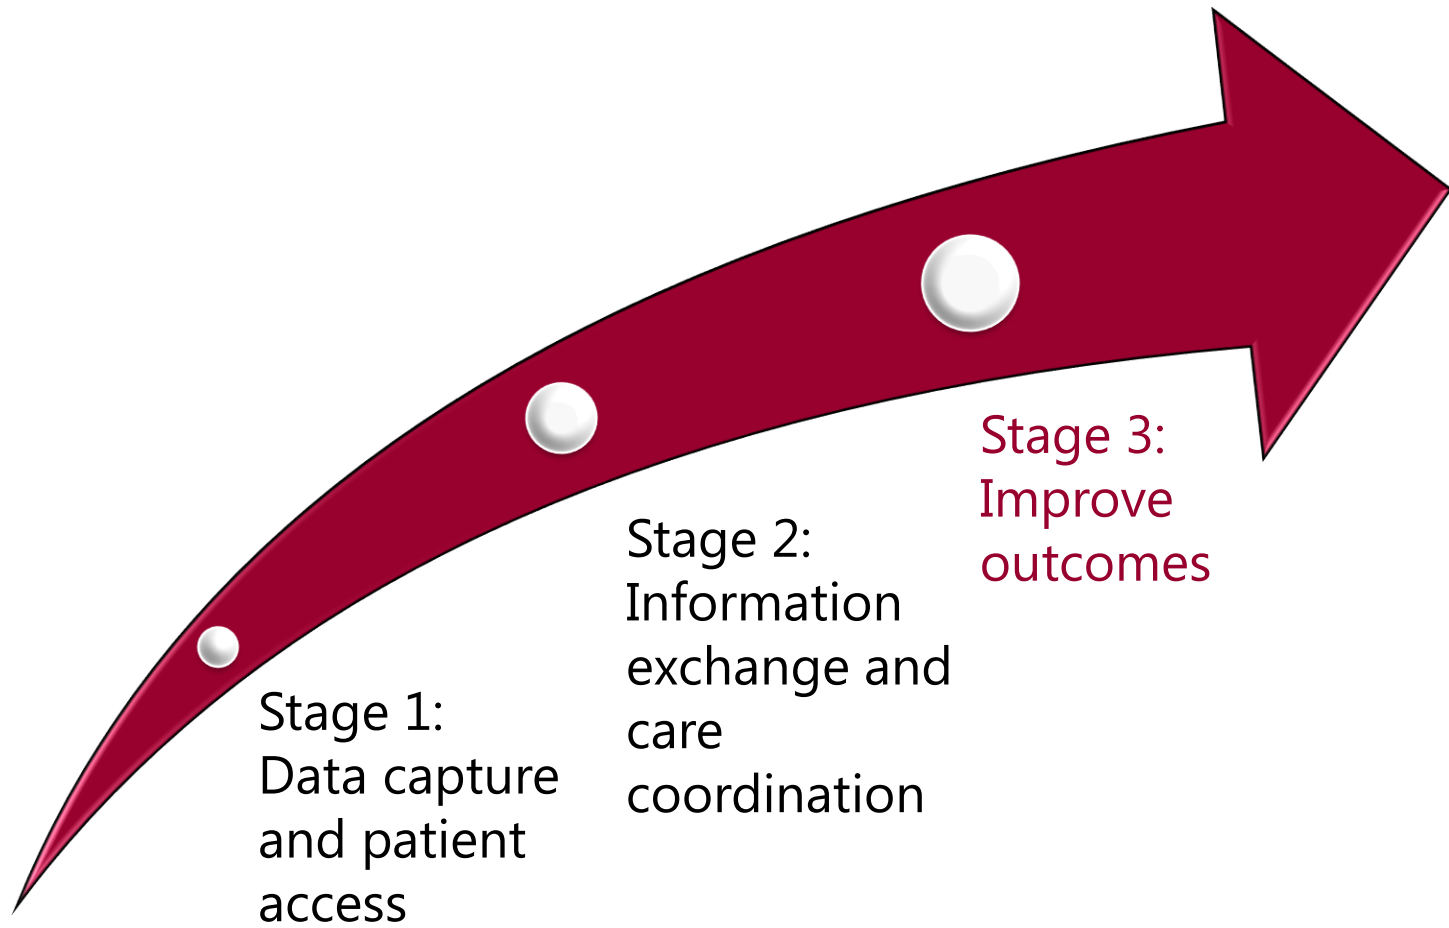 Stage 1:
Data capture
and patient
access
Stage 2:
Information
exchange and
care
coordination
Stage 3:
Improve
outcomes